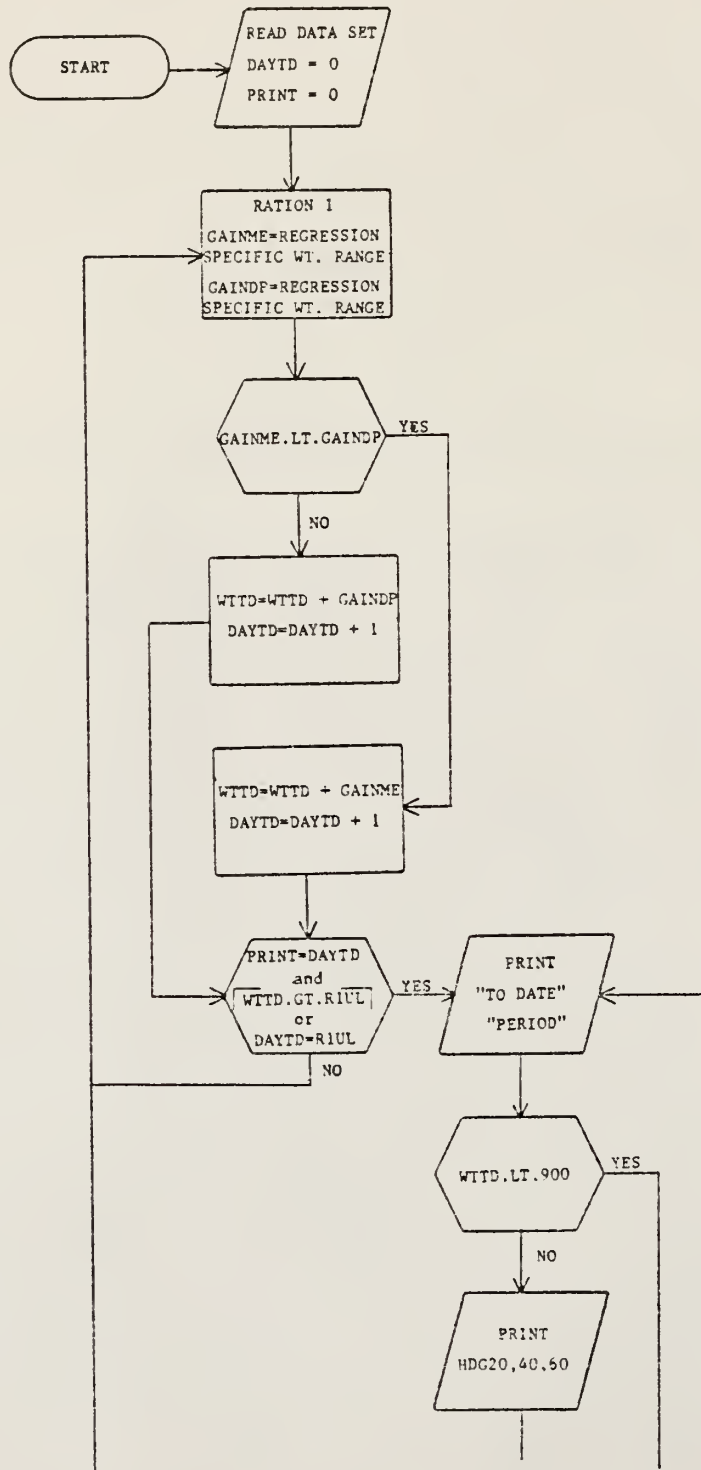 START
READ DATA SET
DAYTD = 0
PRINT = 0
RATION 1
GAINME=REGRESSION
SPECIFIC WT. RANGE
GAINDP=REGRESSION
SPECIFIC WT. RANGE
GAINME.LT.GAINDP
YES
NO
WTTD=WTTD + GAINDP
DAYTD=DAYTD + 1
WTTD=WTTD + GAINME
DAYTD=DAYTD + 1
PRINT=DAYTD
and
WTTD.GT.R1UL
or
DAYTD=R1UL
YES
NO
PRINT
"TO DATE"
"PERIOD"
WTTD.LT.900
YES
NO
PRINT
HDG20,40,60